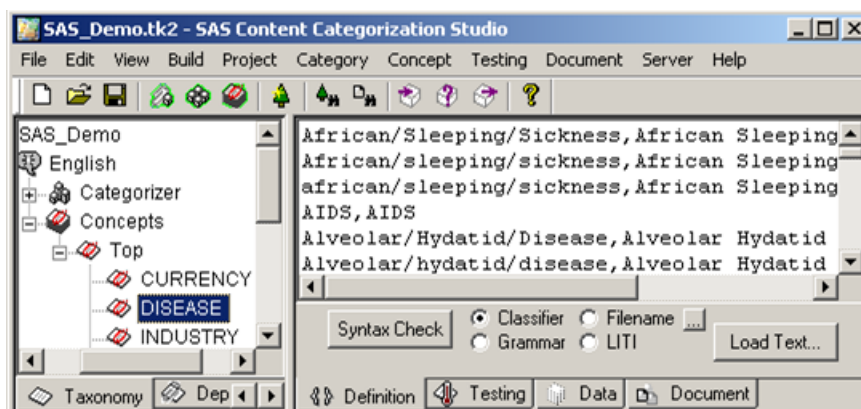 SAS_Demo.tk2 - SAS Content Categorization Studio
File Edit View Build Project Category Concept Testing Document Server Help
SAS_Demo
English
Categorizer
Concepts
Top
CURRENCY
DISEASE
INDUSTRY
Taxonomy Dep
African/Sleeping/Sickness,African Sleeping
African/sleeping/sickness,African Sleeping
african/sleeping/sickness,African Sleeping
AIDS,AIDS
Alveolar/Hydatid/Disease,Alveolar Hydatid
Alveolar/hydatid/disease,Alveolar Hydatid
Syntax Check Classifier Filename ...
Grammar LITI Load Text...
Definition Testing Data Document